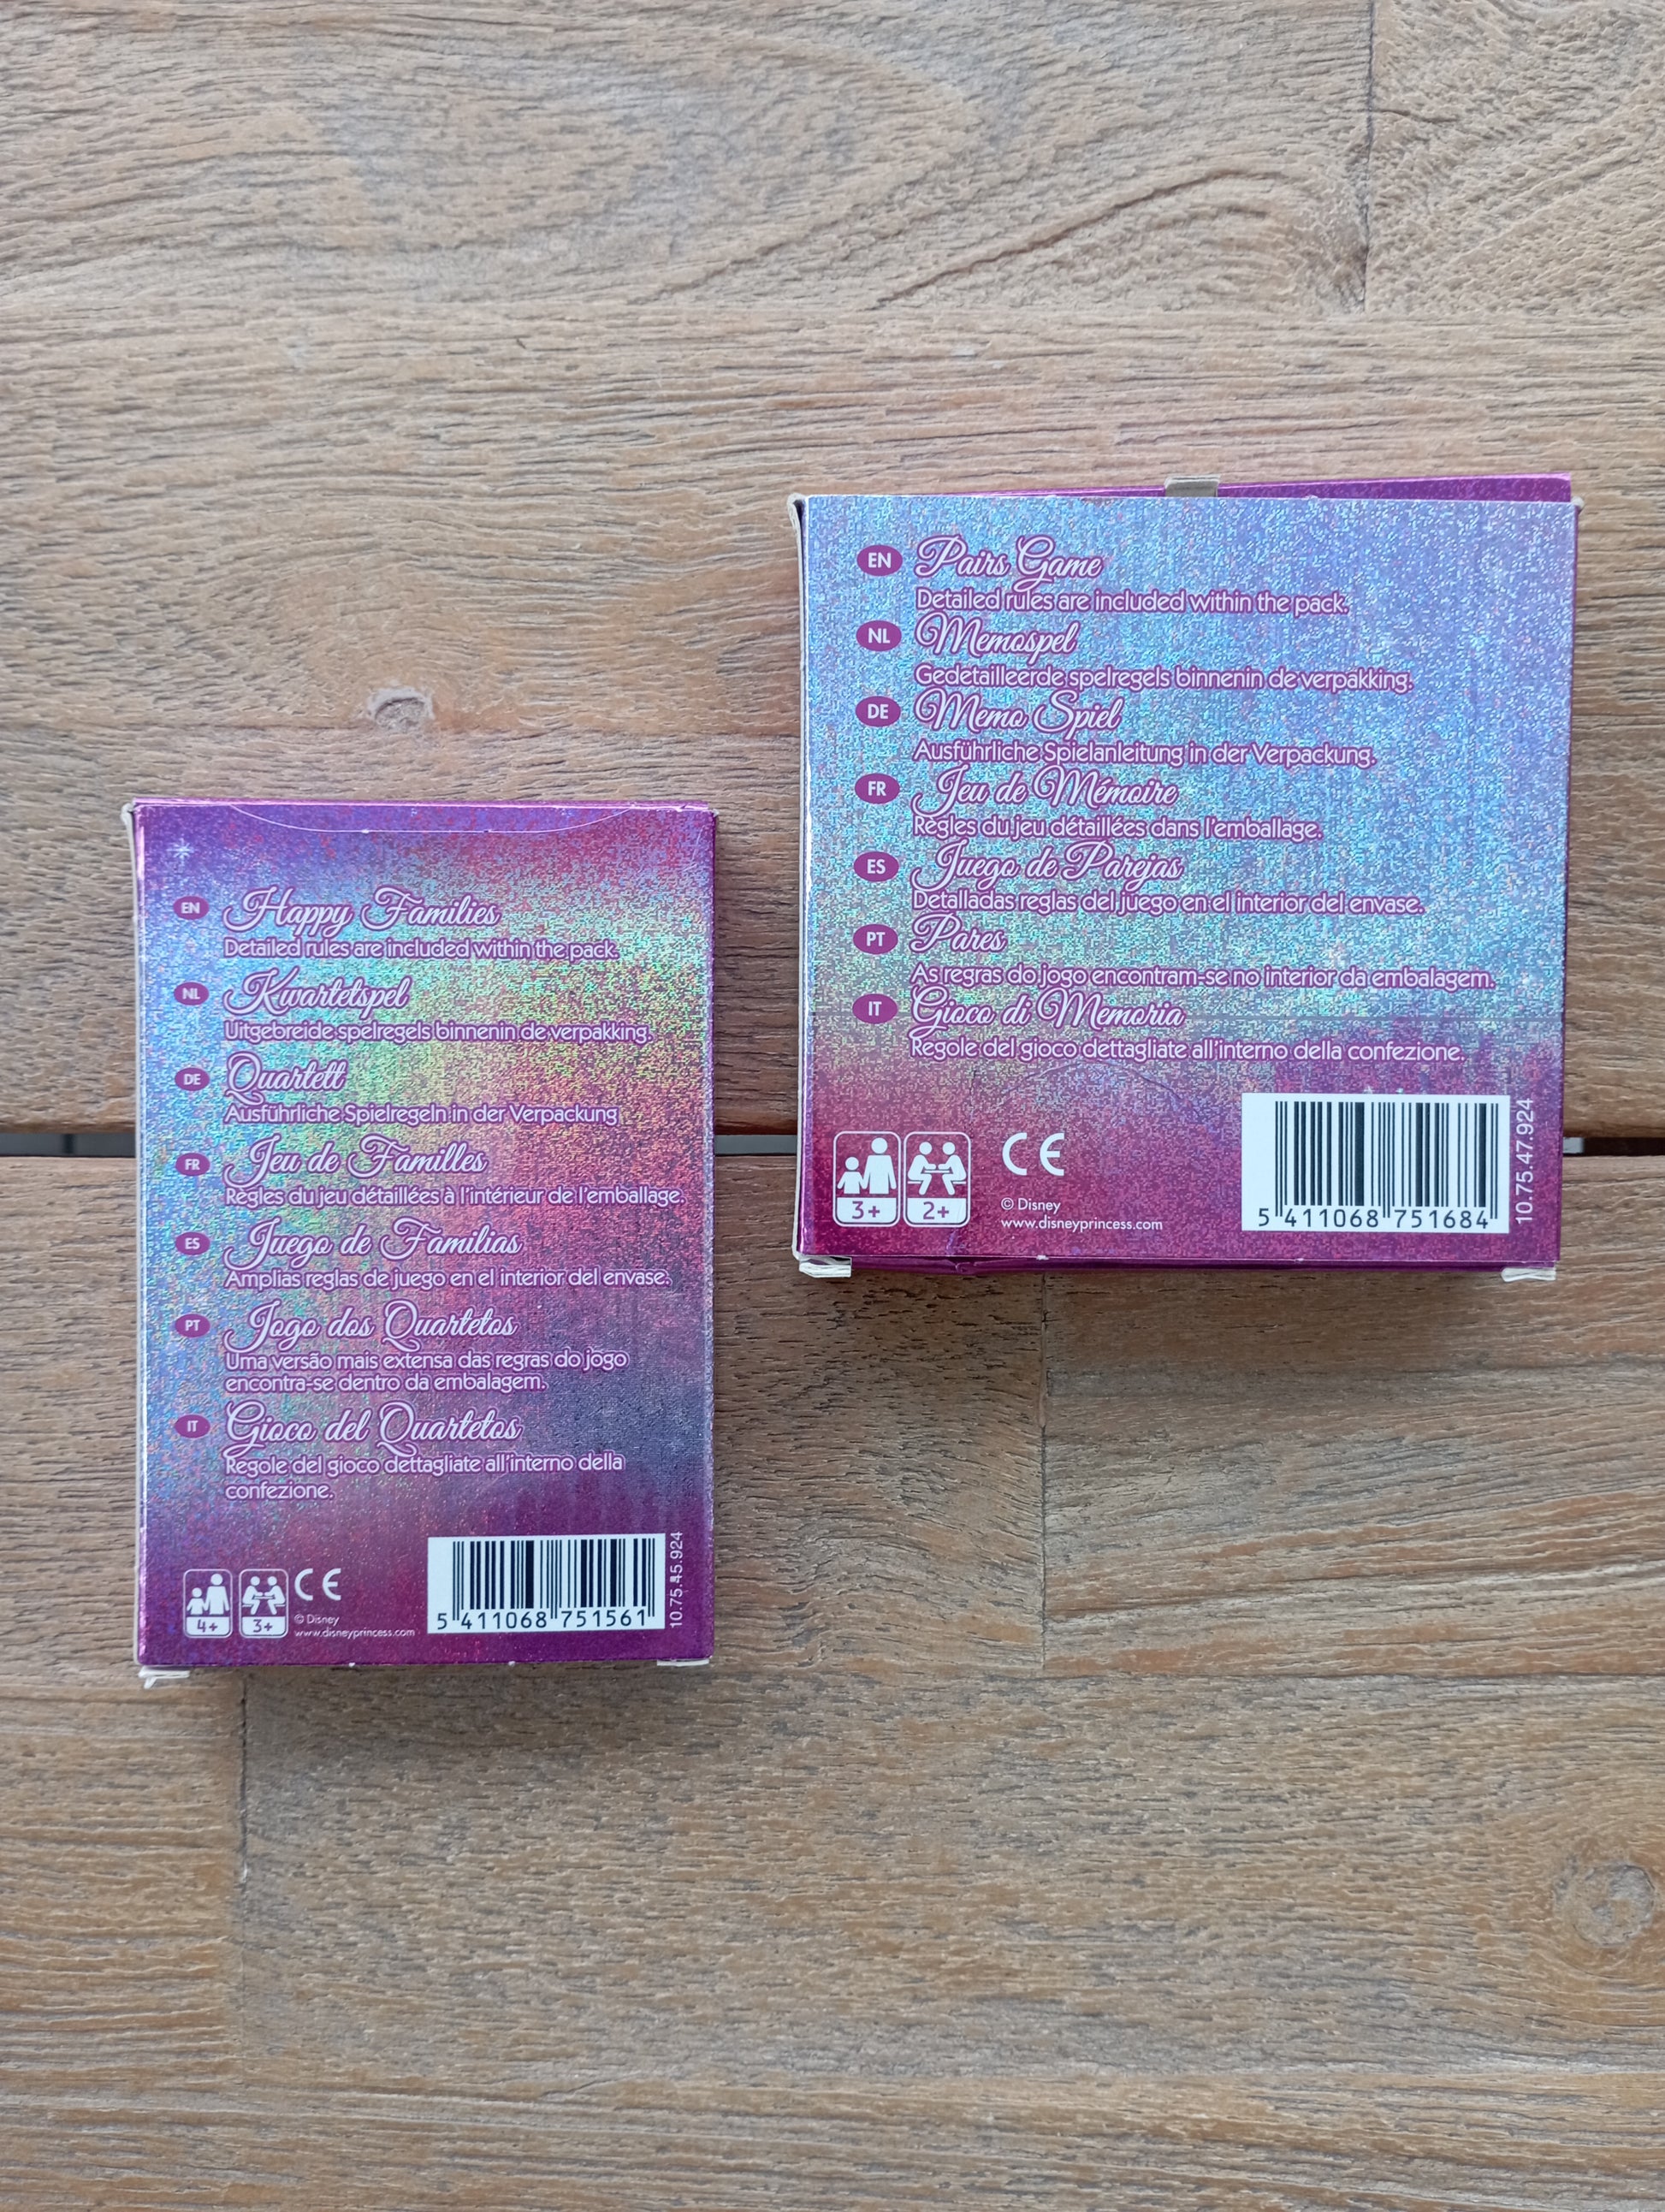 EN Happy Families
Detailed rules are included within the pack.
NL Kwartetspel
Uitgebreide spelregels binnenin de verpakking.
DE Quartett
Ausführliche Spielregeln in der Verpackung
FR Jeu de Familles
Règles du jeu détaillées à l'intérieur de l'emballage.
ES Juego de Familias
Amplias reglas de juego en el interior del envase.
PT Jogo dos Quartetos
Uma versão mais extensa das regras do jogo
encontra-se dentro da embalagem.
IT Gioco del Quartetos
Regole del gioco dettagliate all'interno della
confezione.
4+ 3+ CE
© Disney
www.disneyprincess.com
5 411068 751561
10.75.45.924
EN Pairs Game
Detailed rules are included within the pack.
NL Memospel
Gedetailleerde spelregels binnenin de verpakking.
DE Memo Spiel
Ausführliche Spielanleitung in der Verpackung.
FR Jeu de Mémoire
Règles du jeu détaillées dans l'emballage.
ES Juego de Parejas
Detalladas reglas del juego en el interior del envase.
PT Pares
As regras do jogo encontram-se no interior da embalagem.
IT Gioco di Memoria
Regole del gioco dettagliate all'interno della confezione.
3+ 2+ CE
© Disney
www.disneyprincess.com
5 411068 751684
10.75.47.924